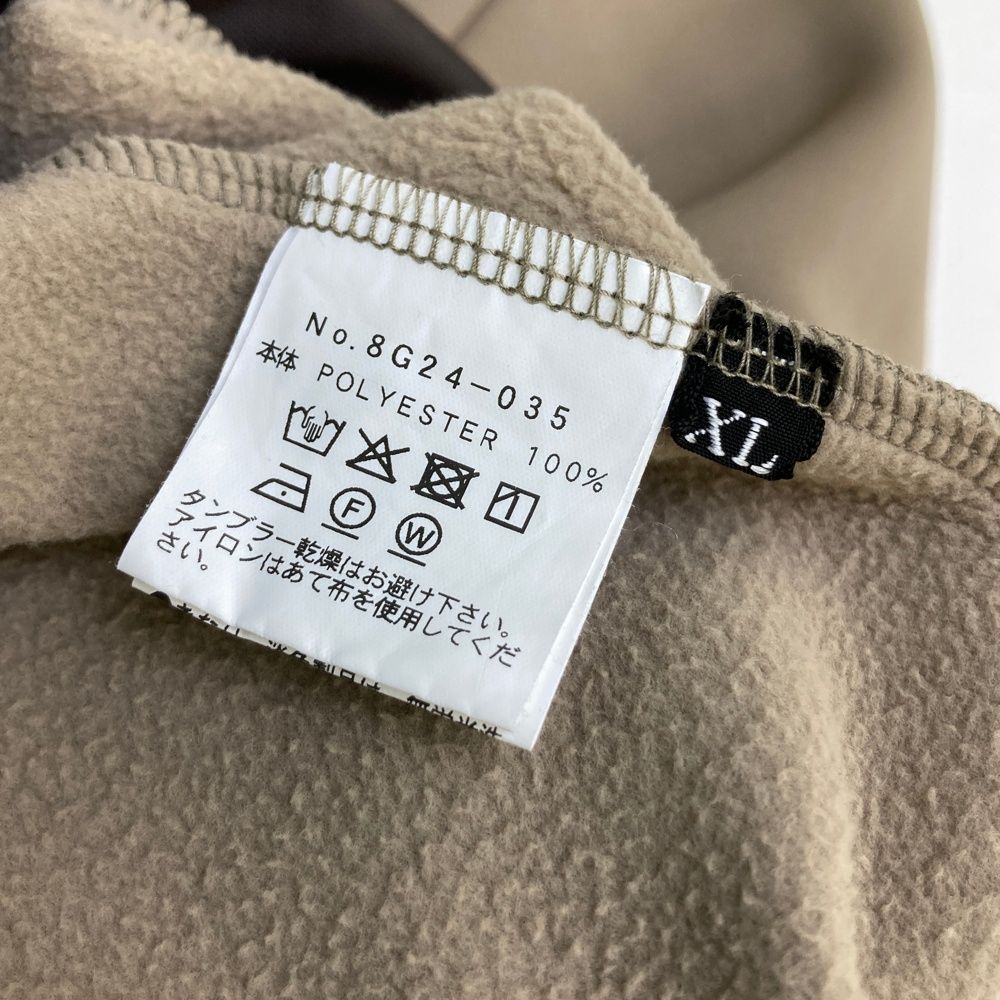 No.8G24-035
本体 POLYESTER 100%
F W
タンブラー乾燥はお避け下さい。
アイロンはあて布を使用してくだ
さい。
XL